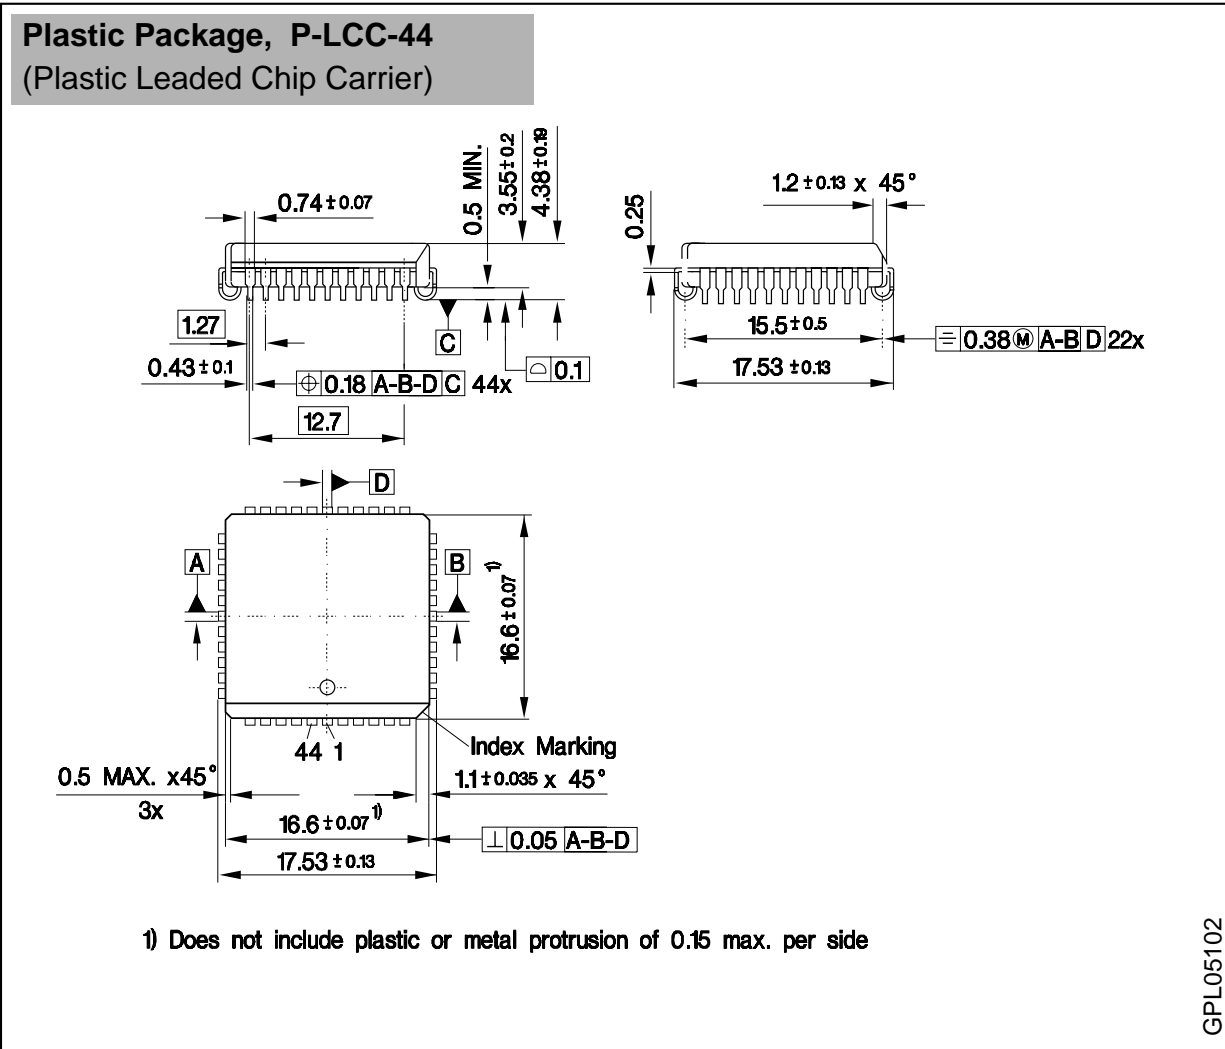 Plastic Package, P-LCC-44
(Plastic Leaded Chip Carrier)
0.74 ± 0.07
0.5 MIN.
3.55 ± 0.2
4.38 ± 0.19
1.27
C
0.43 ± 0.1
⌖ 0.18 A-B-D C 44x
⌓ 0.1
12.7
0.25
1.2 ± 0.13 x 45°
15.5 ± 0.5
⌯ 0.38 Ⓜ A-B D 22x
17.53 ± 0.13
D
A
B
16.6 ± 0.07 1)
44 1
Index Marking
0.5 MAX. x45°
3x
1.1 ± 0.035 x 45°
16.6 ± 0.07 1)
⊥ 0.05 A-B-D
17.53 ± 0.13
1) Does not include plastic or metal protrusion of 0.15 max. per side
GPL05102